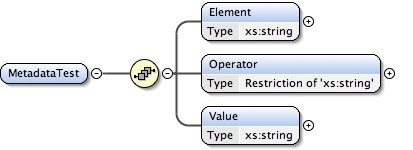 Element
Type xs:string
MetadataTest
Operator
Type Restriction of 'xs:string'
Value
Type xs:string